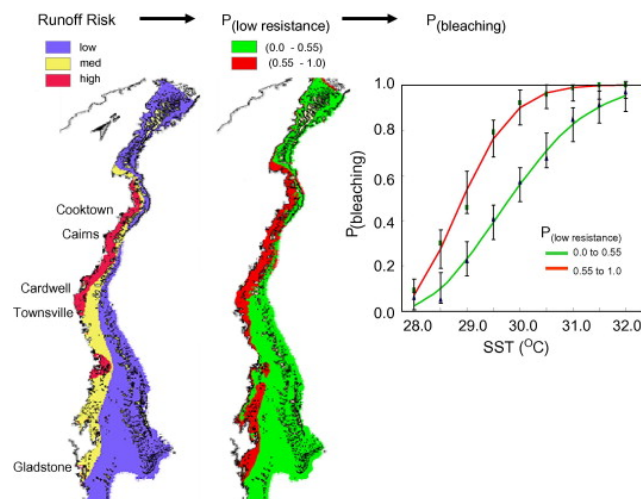 Runoff Risk
P(low resistance)
P(bleaching)
low
med
high
(0.0 - 0.55)
(0.55 - 1.0)
Cooktown
Cairns
Cardwell
Townsville
Gladstone
P(bleaching)
1.0
0.8
0.6
0.4
0.2
0.0
P(low resistance)
0.0 to 0.55
0.55 to 1.0
28.0 29.0 30.0 31.0 32.0
SST (OC)